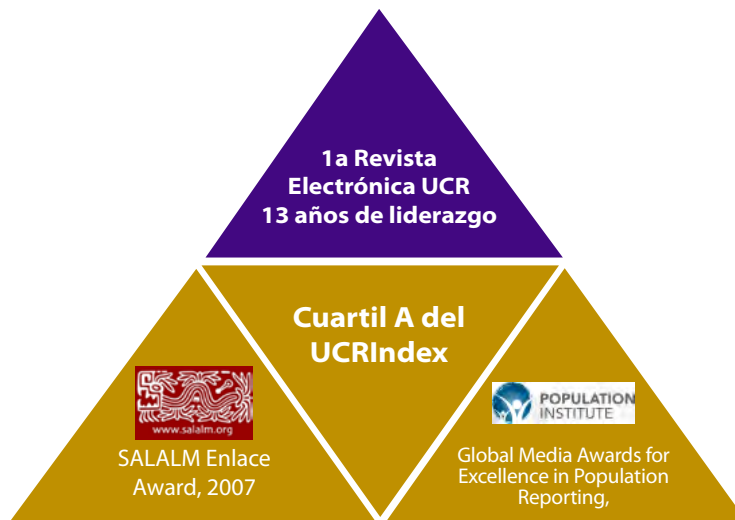 1a Revista
Electrónica UCR
13 años de liderazgo
Cuartil A del
UCRIndex
www.salalm.org
SALALM Enlace
Award, 2007
POPULATION
INSTITUTE
Global Media Awards for
Excellence in Population
Reporting,